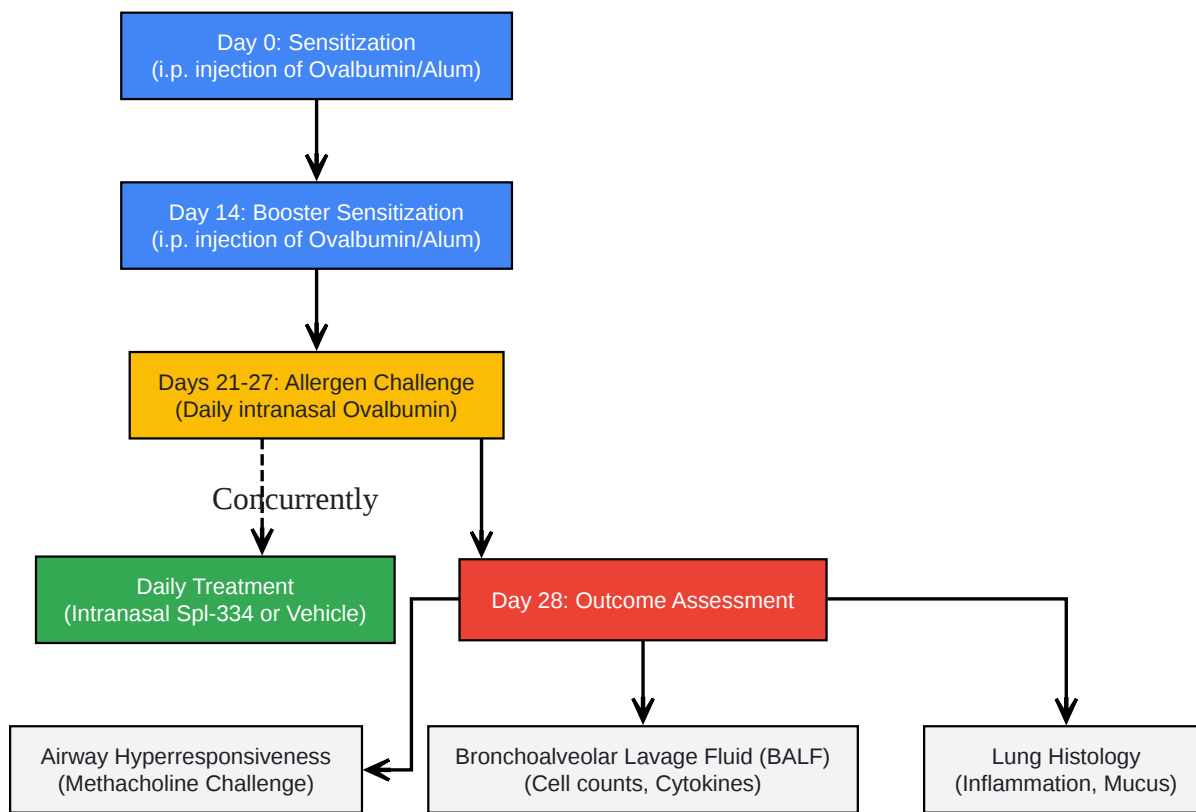 Day 0: Sensitization
(i.p. injection of Ovalbumin/Alum)
Day 14: Booster Sensitization
(i.p. injection of Ovalbumin/Alum)
Days 21-27: Allergen Challenge
(Daily intranasal Ovalbumin)
Concurrently
Daily Treatment
(Intranasal Spl-334 or Vehicle)
Day 28: Outcome Assessment
Airway Hyperresponsiveness
(Methacholine Challenge)
Bronchoalveolar Lavage Fluid (BALF)
(Cell counts, Cytokines)
Lung Histology
(Inflammation, Mucus)